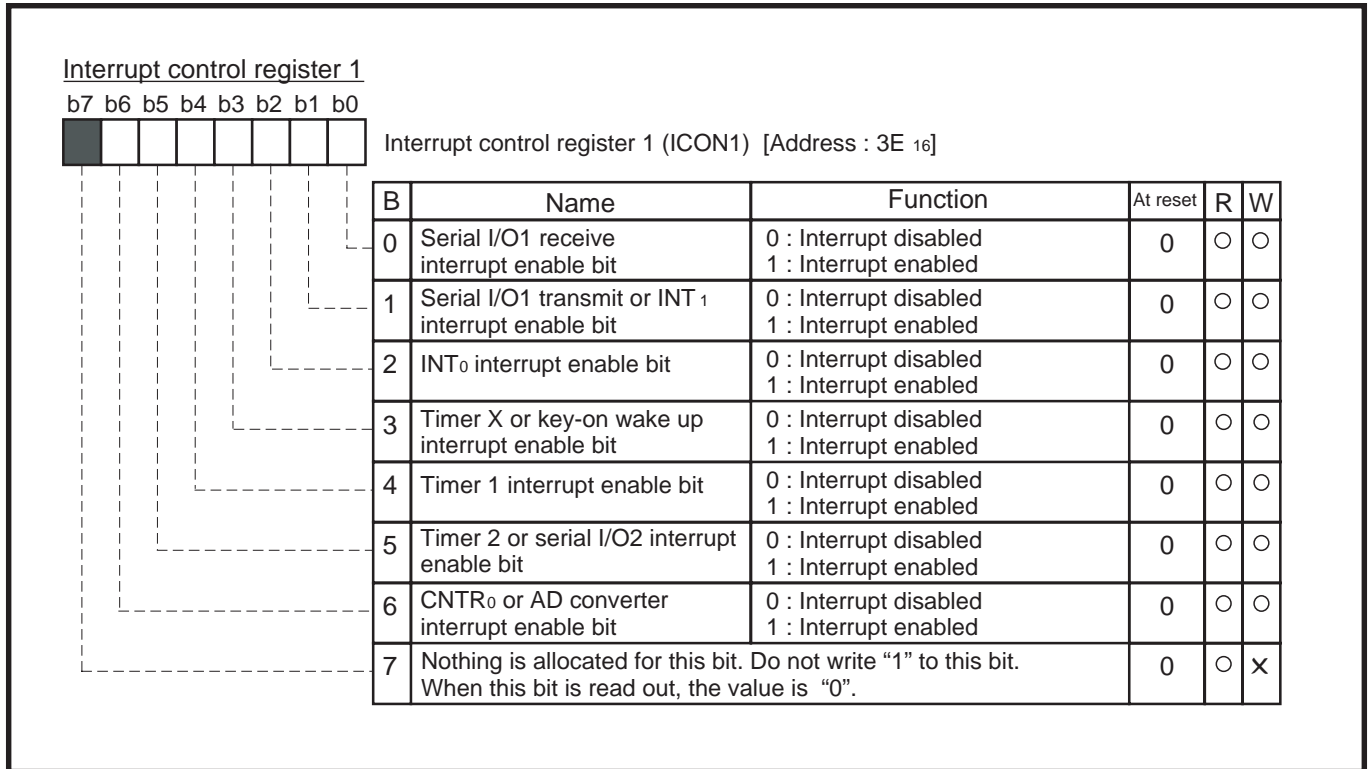 Interrupt control register 1
b7 b6 b5 b4 b3 b2 b1 b0
Interrupt control register 1 (ICON1) [Address : 3E 16]
B Name Function At reset R W
0 Serial I/O1 receive interrupt enable bit 0 : Interrupt disabled 1 : Interrupt enabled 0 ○ ○
1 Serial I/O1 transmit or INT 1 interrupt enable bit 0 : Interrupt disabled 1 : Interrupt enabled 0 ○ ○
2 INT0 interrupt enable bit 0 : Interrupt disabled 1 : Interrupt enabled 0 ○ ○
3 Timer X or key-on wake up interrupt enable bit 0 : Interrupt disabled 1 : Interrupt enabled 0 ○ ○
4 Timer 1 interrupt enable bit 0 : Interrupt disabled 1 : Interrupt enabled 0 ○ ○
5 Timer 2 or serial I/O2 interrupt enable bit 0 : Interrupt disabled 1 : Interrupt enabled 0 ○ ○
6 CNTR0 or AD converter interrupt enable bit 0 : Interrupt disabled 1 : Interrupt enabled 0 ○ ○
7 Nothing is allocated for this bit. Do not write “1” to this bit. When this bit is read out, the value is “0”. 0 ○ ×